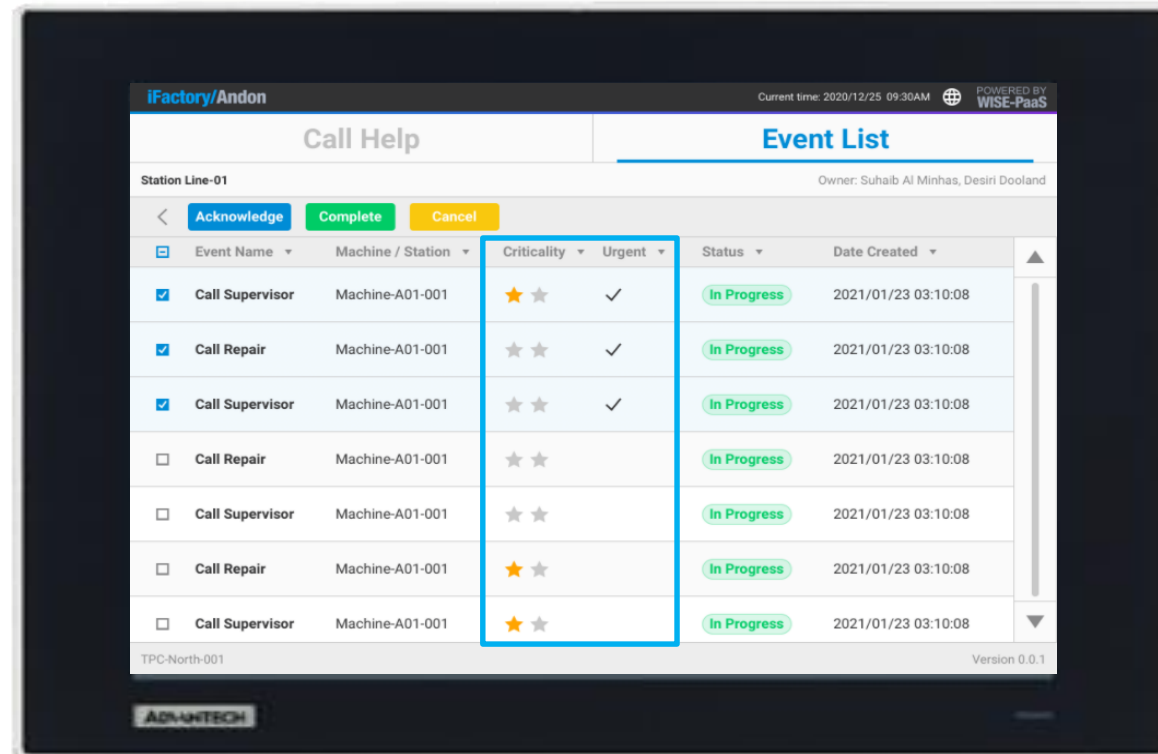 iFactory/Andon Current time: 2020/12/25 09:30AM POWERED BY
WISE-PaaS
Call Help Event List
Station Line-01 Owner: Suhaib Al Minhas, Desiri Dooland
Acknowledge Complete Cancel
Event Name Machine / Station Criticality Urgent Status Date Created
Call Supervisor Machine-A01-001 In Progress 2021/01/23 03:10:08
Call Repair Machine-A01-001 In Progress 2021/01/23 03:10:08
Call Supervisor Machine-A01-001 In Progress 2021/01/23 03:10:08
Call Repair Machine-A01-001 In Progress 2021/01/23 03:10:08
Call Supervisor Machine-A01-001 In Progress 2021/01/23 03:10:08
Call Repair Machine-A01-001 In Progress 2021/01/23 03:10:08
Call Supervisor Machine-A01-001 In Progress 2021/01/23 03:10:08
TPC-North-001 Version 0.0.1
ADVANTECH